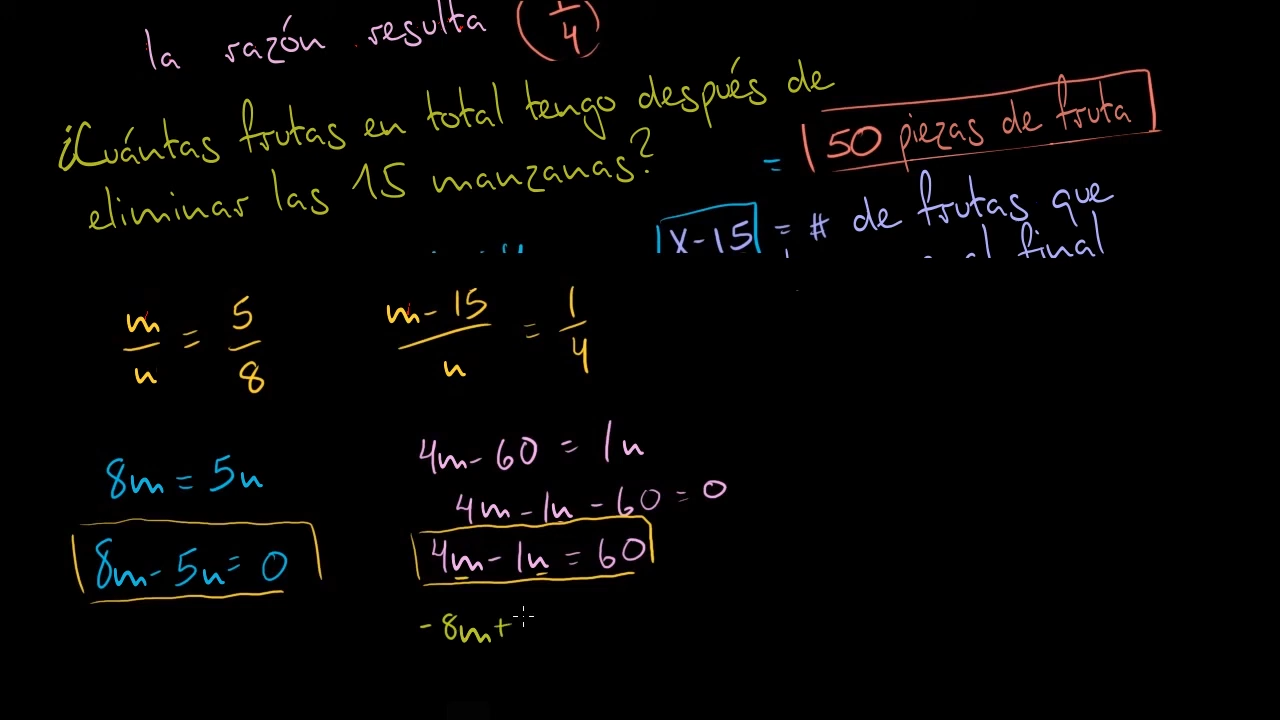 la razón resulta (1/4)
¿Cuántas frutas en total tengo después de
eliminar las 15 manzanas?
= 50 piezas de fruta
x-15 = # de frutas que
al final
m/n = 5/8
m-15/n = 1/4
8m = 5n
8m - 5n = 0
4m - 60 = 1n
4m - 1n - 60 = 0
4m - 1n = 60
-8m +